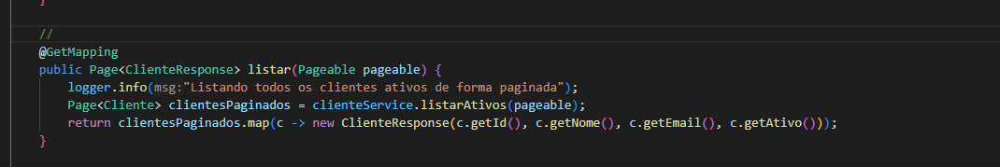 }
//
@GetMapping
public Page<ClienteResponse> listar(Pageable pageable) {
logger.info(msg:"Listando todos os clientes ativos de forma paginada");
Page<Cliente> clientesPaginados = clienteService.listarAtivos(pageable);
return clientesPaginados.map(c -> new ClienteResponse(c.getId(), c.getNome(), c.getEmail(), c.getAtivo()));
}